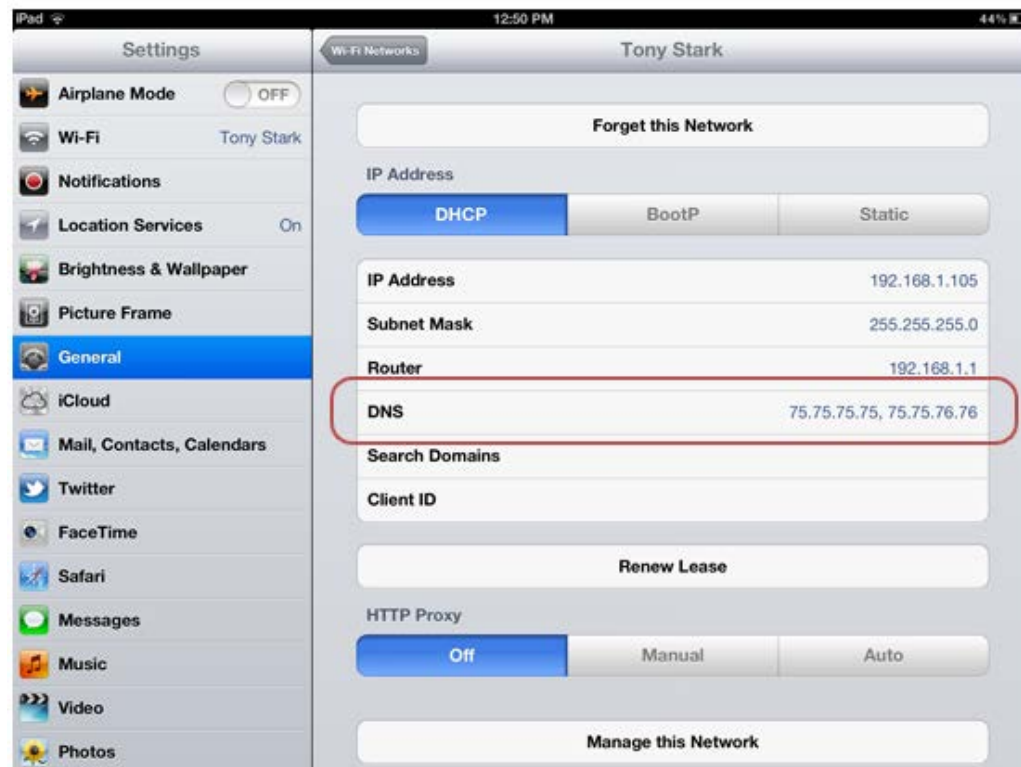 iPad 12:50 PM 44%
Settings
Wi-Fi Networks
Tony Stark
Airplane Mode OFF
Wi-Fi Tony Stark
Notifications
Location Services On
Brightness & Wallpaper
Picture Frame
General
iCloud
Mail, Contacts, Calendars
Twitter
FaceTime
Safari
Messages
Music
Video
Photos
Forget this Network
IP Address
DHCP BootP Static
IP Address 192.168.1.105
Subnet Mask 255.255.255.0
Router 192.168.1.1
DNS 75.75.75.75, 75.75.76.76
Search Domains
Client ID
Renew Lease
HTTP Proxy
Off Manual Auto
Manage this Network